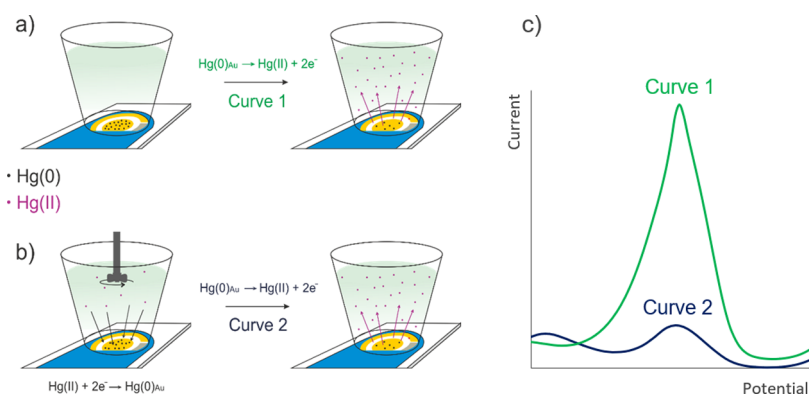 a)
Hg(0)Au → Hg(II) + 2e⁻
Curve 1
• Hg(0)
• Hg(II)
b)
Hg(0)Au → Hg(II) + 2e⁻
Curve 2
Hg(II) + 2e⁻ → Hg(0)Au
c)
Current
Curve 1
Curve 2
Potential